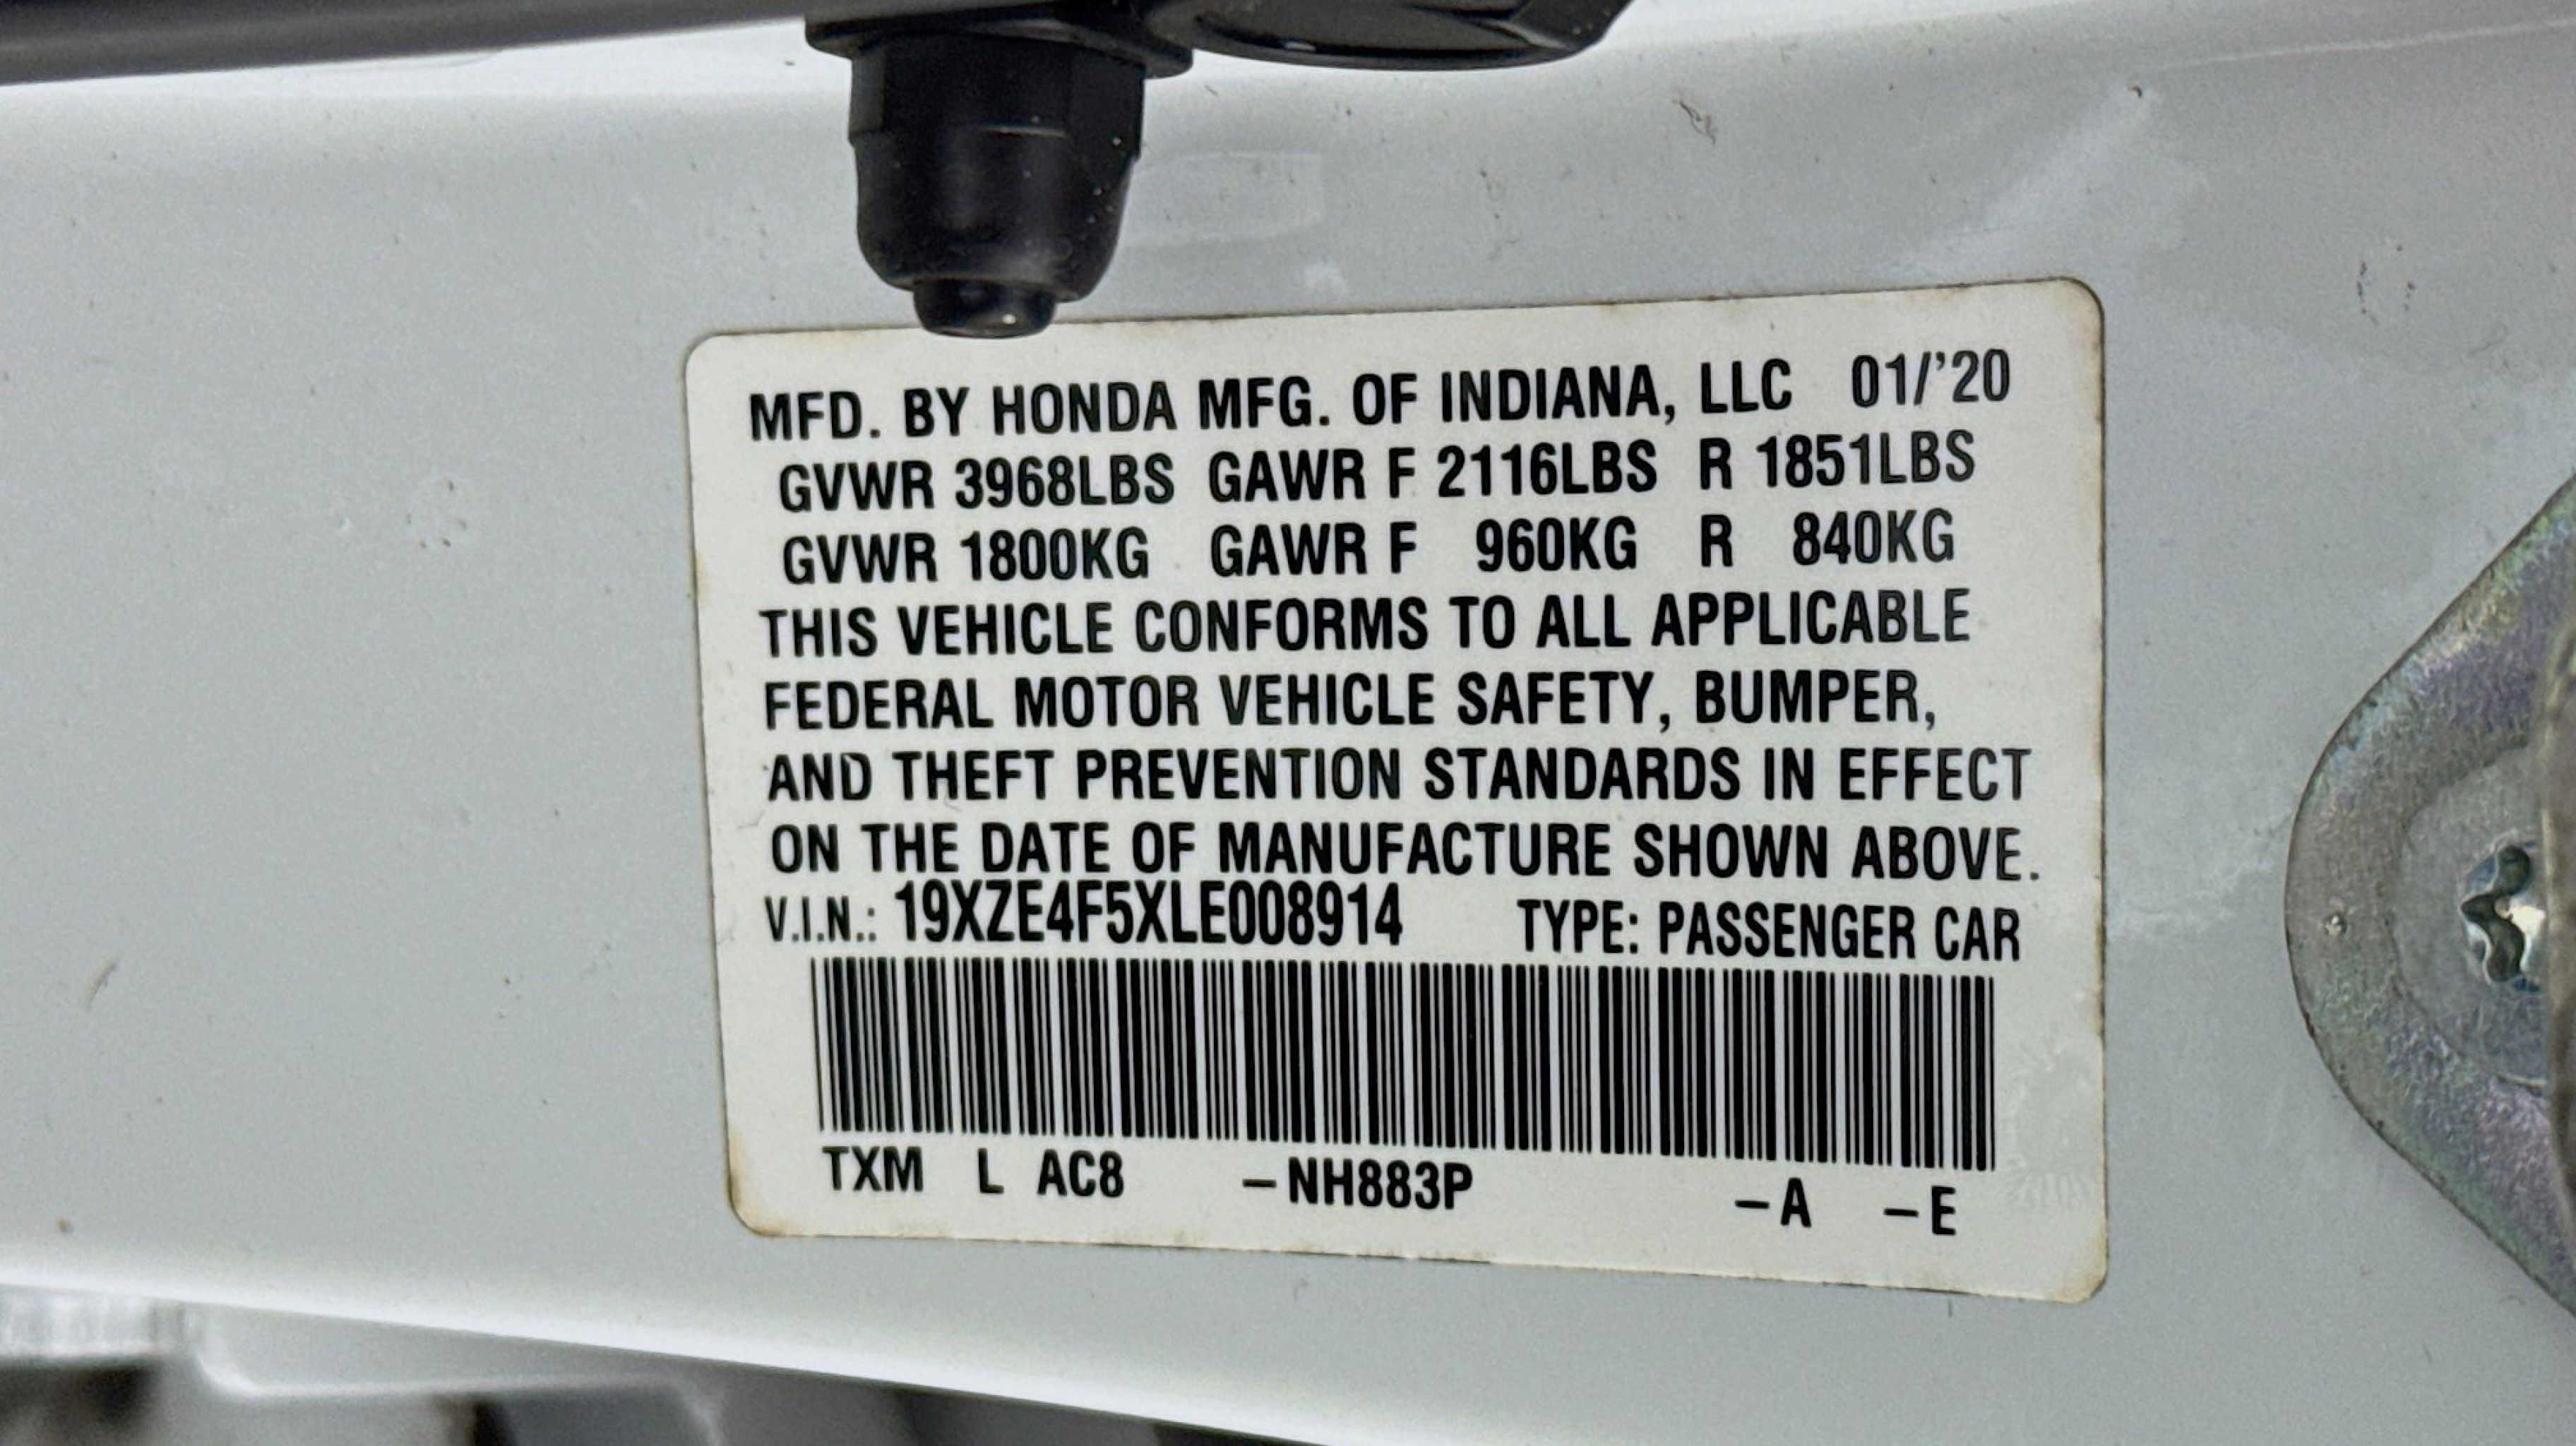 MFD. BY HONDA MFG. OF INDIANA, LLC 01/'20
GVWR 3968LBS GAWR F 2116LBS R 1851LBS
GVWR 1800KG GAWR F 960KG R 840KG
THIS VEHICLE CONFORMS TO ALL APPLICABLE
FEDERAL MOTOR VEHICLE SAFETY, BUMPER,
AND THEFT PREVENTION STANDARDS IN EFFECT
ON THE DATE OF MANUFACTURE SHOWN ABOVE.
V.I.N.: 19XZE4F5XLE008914 TYPE: PASSENGER CAR
TXM L AC8 -NH883P -A -E